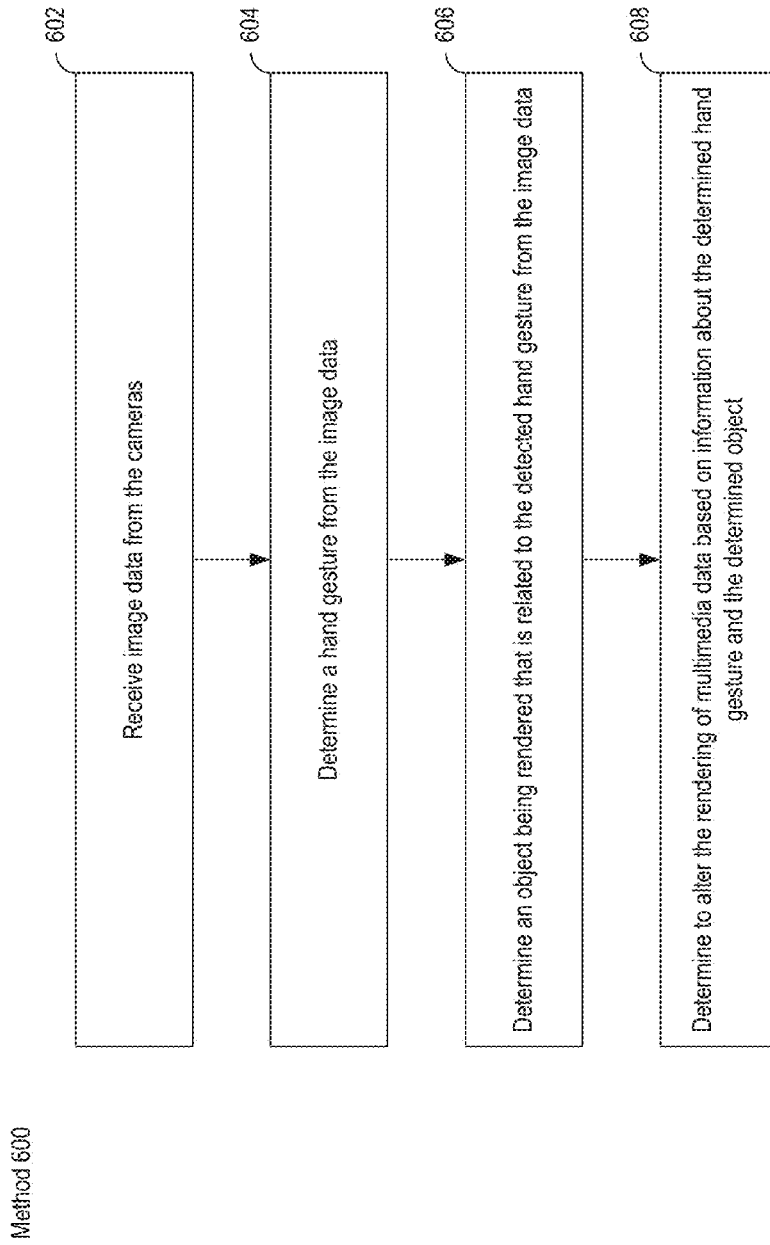 Method 600
602
Receive image data from the cameras
604
Determine a hand gesture from the image data
606
Determine an object being rendered that is related to the detected hand gesture from the image data
608
Determine to alter the rendering of multimedia data based on information about the determined hand
gesture and the determined object